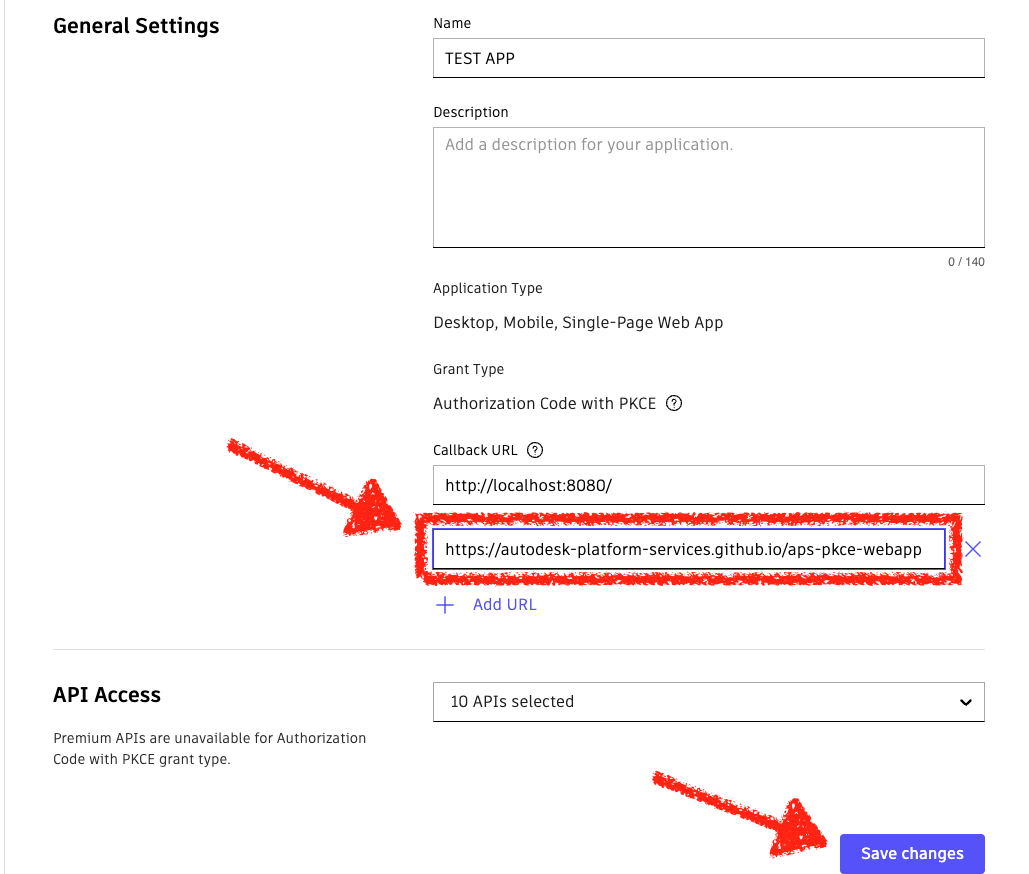 General Settings
Name
TEST APP
Description
Add a description for your application.
0 / 140
Application Type
Desktop, Mobile, Single-Page Web App
Grant Type
Authorization Code with PKCE ?
Callback URL ?
http://localhost:8080/
https://autodesk-platform-services.github.io/aps-pkce-webapp
Add URL
API Access
10 APIs selected
Premium APIs are unavailable for Authorization
Code with PKCE grant type.
Save changes